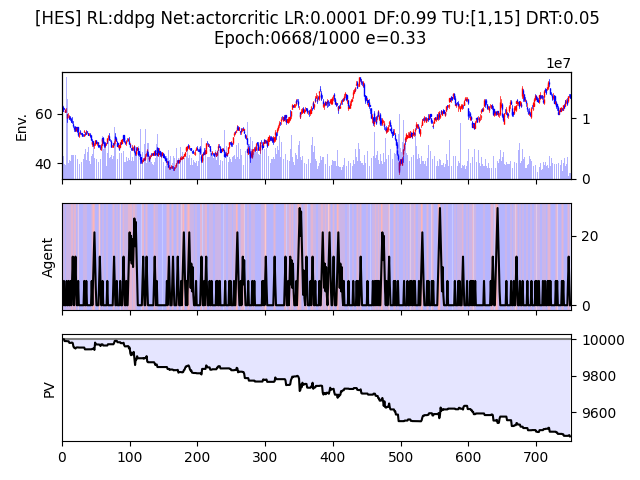 [HES] RL:ddpg Net:actorcritic LR:0.0001 DF:0.99 TU:[1,15] DRT:0.05
Epoch:0668/1000 e=0.33
1e7
Env.
60
40
1
0
Agent
20
0
PV
10000
9800
9600
0 100 200 300 400 500 600 700